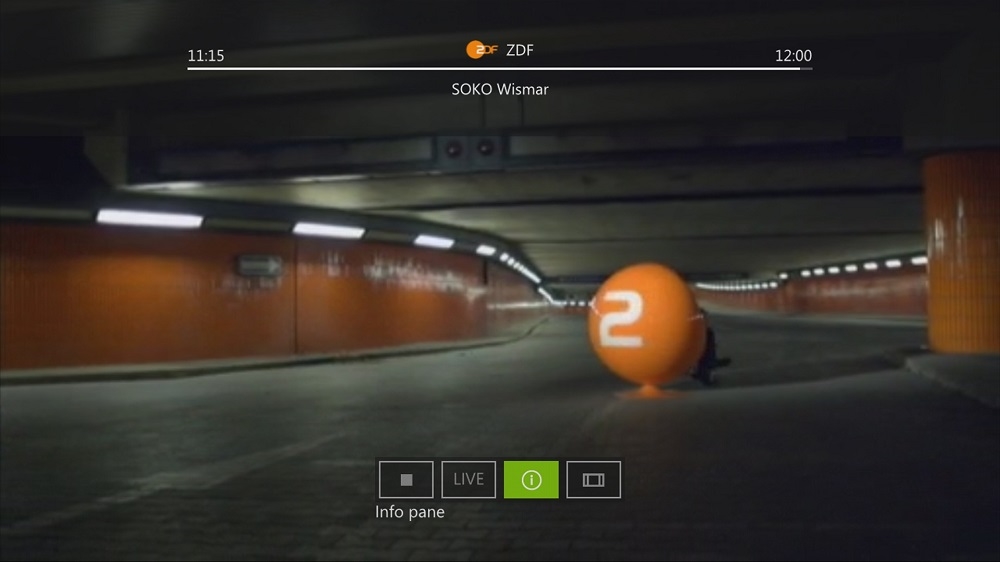 11:15
ZDF ZDF
12:00
SOKO Wismar
2
LIVE
Info pane